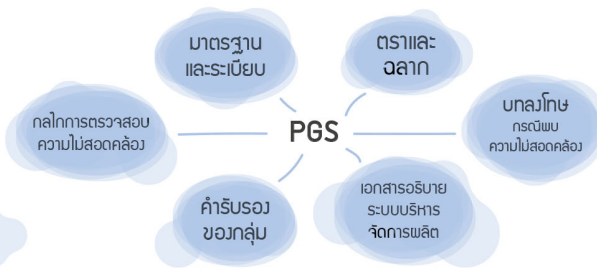 มาตรฐาน
และระเบียบ
ตราและ
ฉลาก
กลไกการตรวจสอบ
ความไม่สอดคล้อง
PGS
บทลงโทษ
กรณีพบ
ความไม่สอดคล้อง
คำรับรอง
ของกลุ่ม
เอกสารอธิบาย
ระบบบริหาร
จัดการผลิต